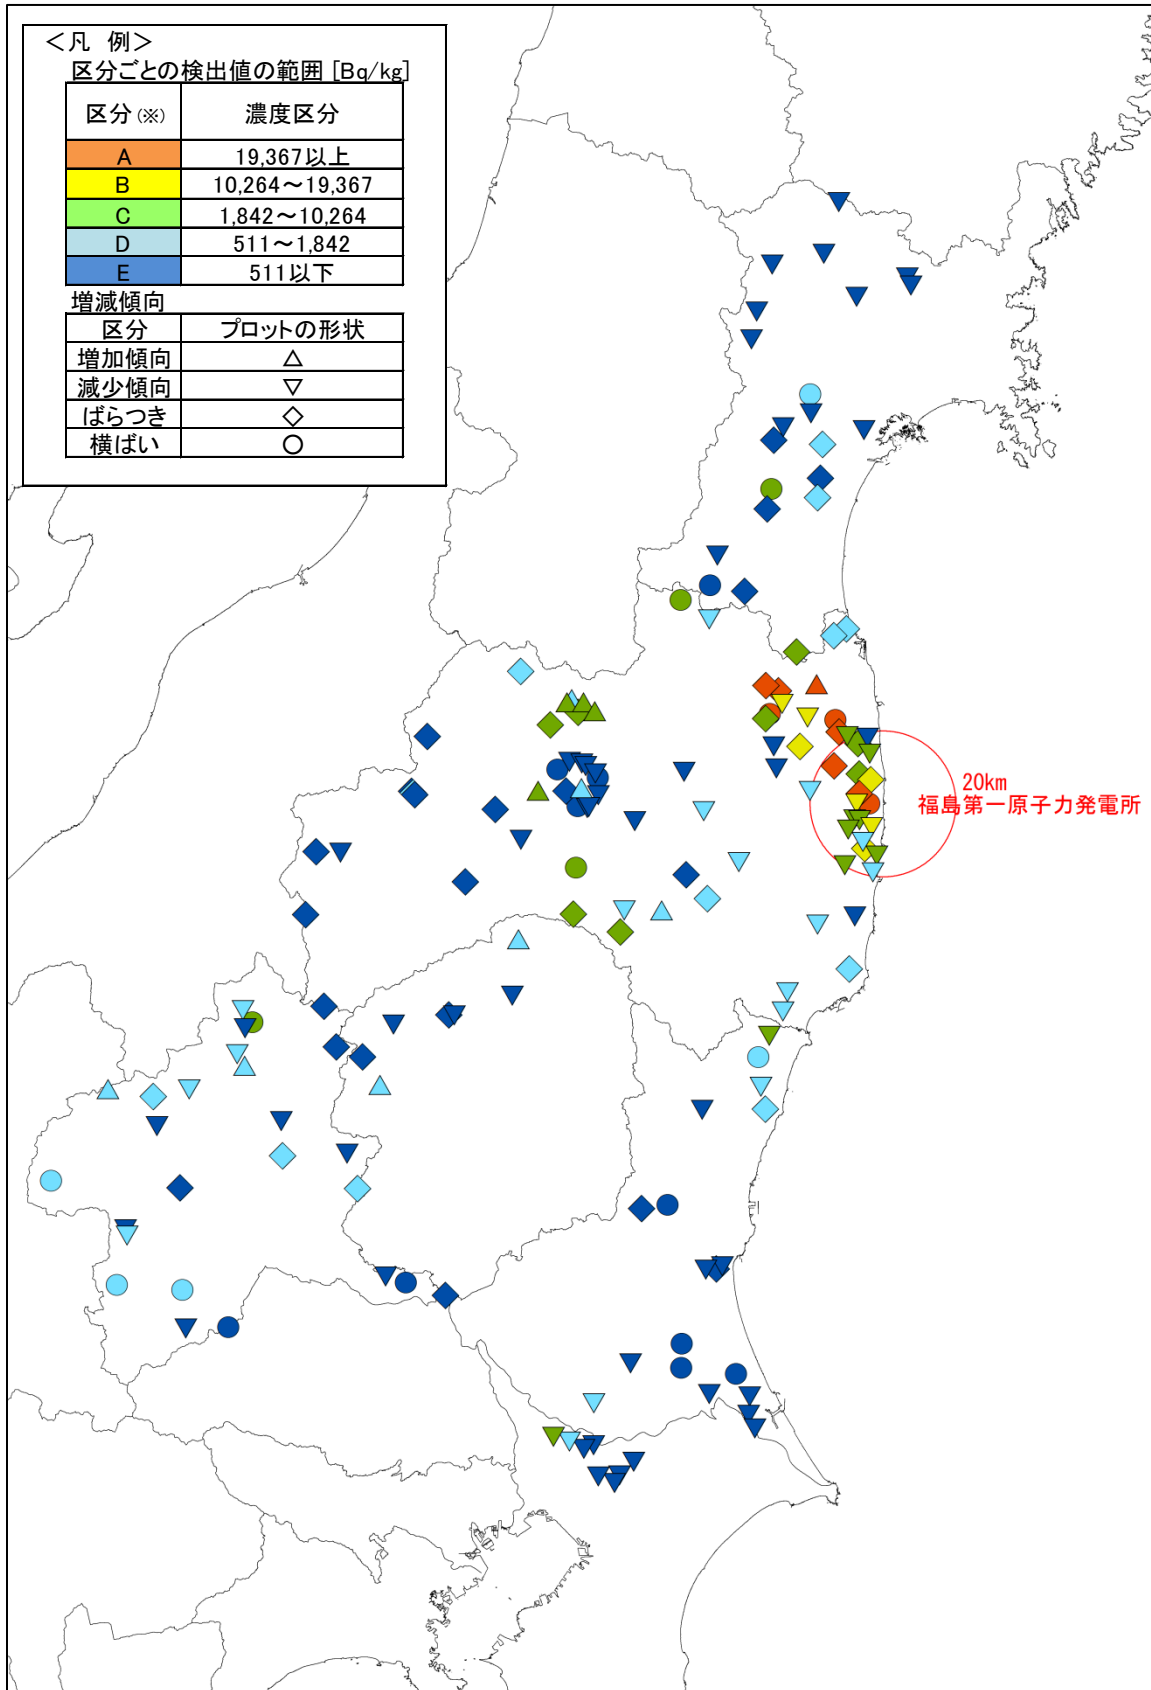 ＜凡 例＞
区分ごとの検出値の範囲 [Bq/kg]
区分(※) 濃度区分
A 19,367以上
B 10,264～19,367
C 1,842～10,264
D 511～1,842
E 511以下
増減傾向
区分 プロットの形状
増加傾向 △
減少傾向 ▽
ばらつき ◇
横ばい ○
20km
福島第一原子力発電所